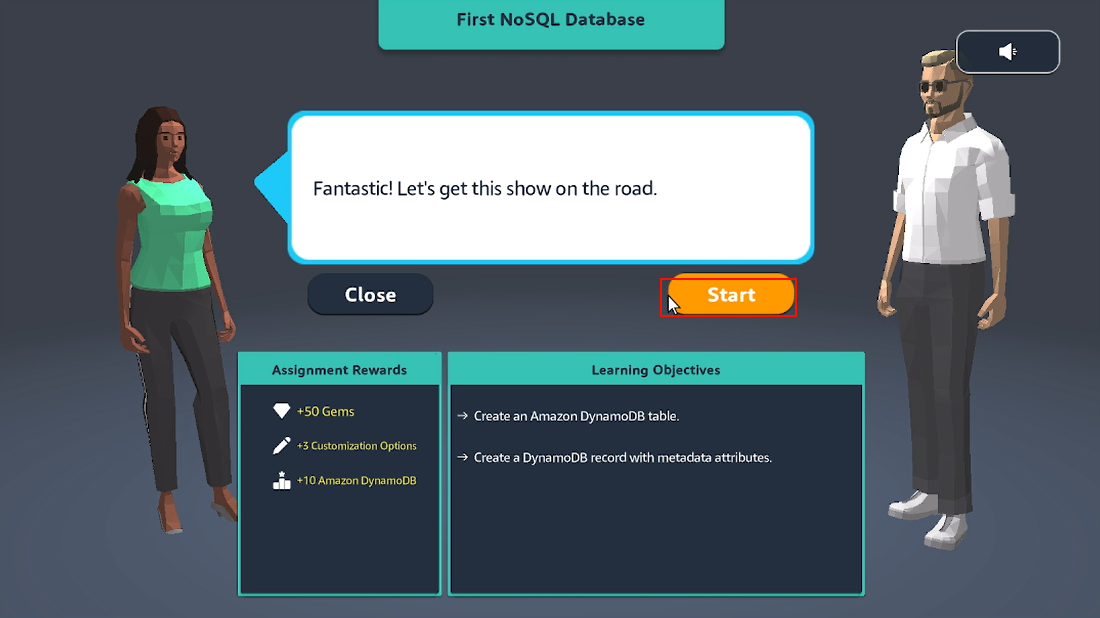 First NoSQL Database
Fantastic! Let's get this show on the road.
Close
Start
Assignment Rewards
+50 Gems
+3 Customization Options
+10 Amazon DynamoDB
Learning Objectives
→ Create an Amazon DynamoDB table.
→ Create a DynamoDB record with metadata attributes.